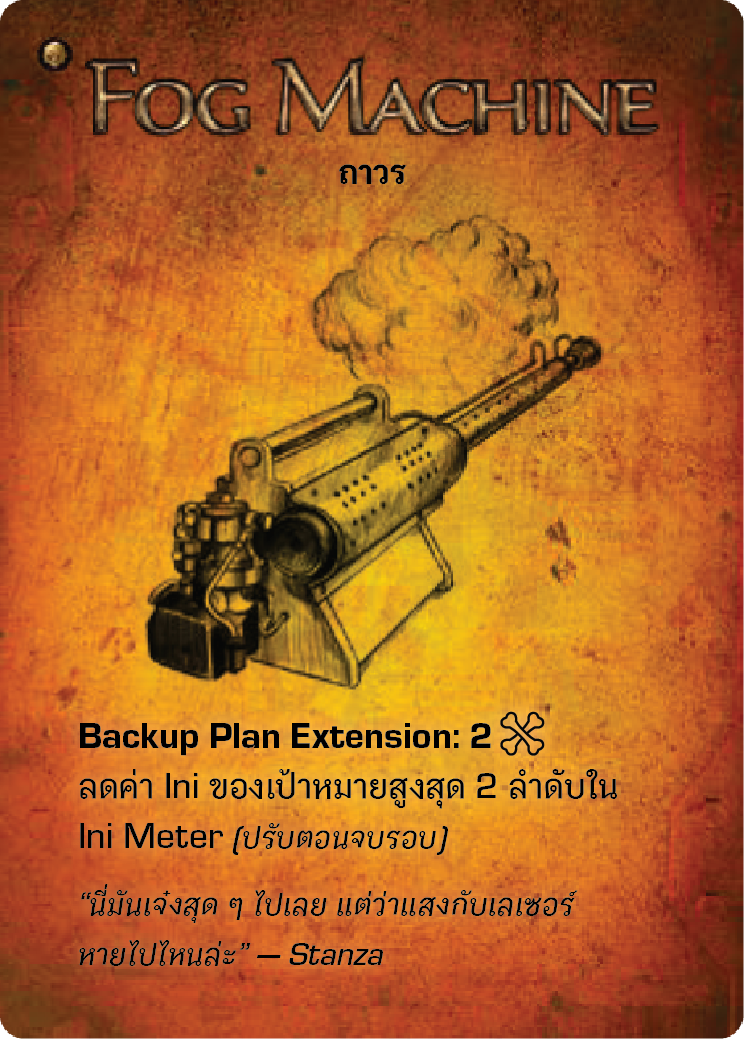 FOG MACHINE
ถาวร
Backup Plan Extension: 2
ลดค่า Ini ของเป้าหมายสูงสุด 2 ลำดับใน
Ini Meter (ปรับตอนจบรอบ)
“นี่มันเจ๋งสุด ๆ ไปเลย แต่ว่าแสงกับเลเซอร์
หายไปไหนล่ะ” — Stanza